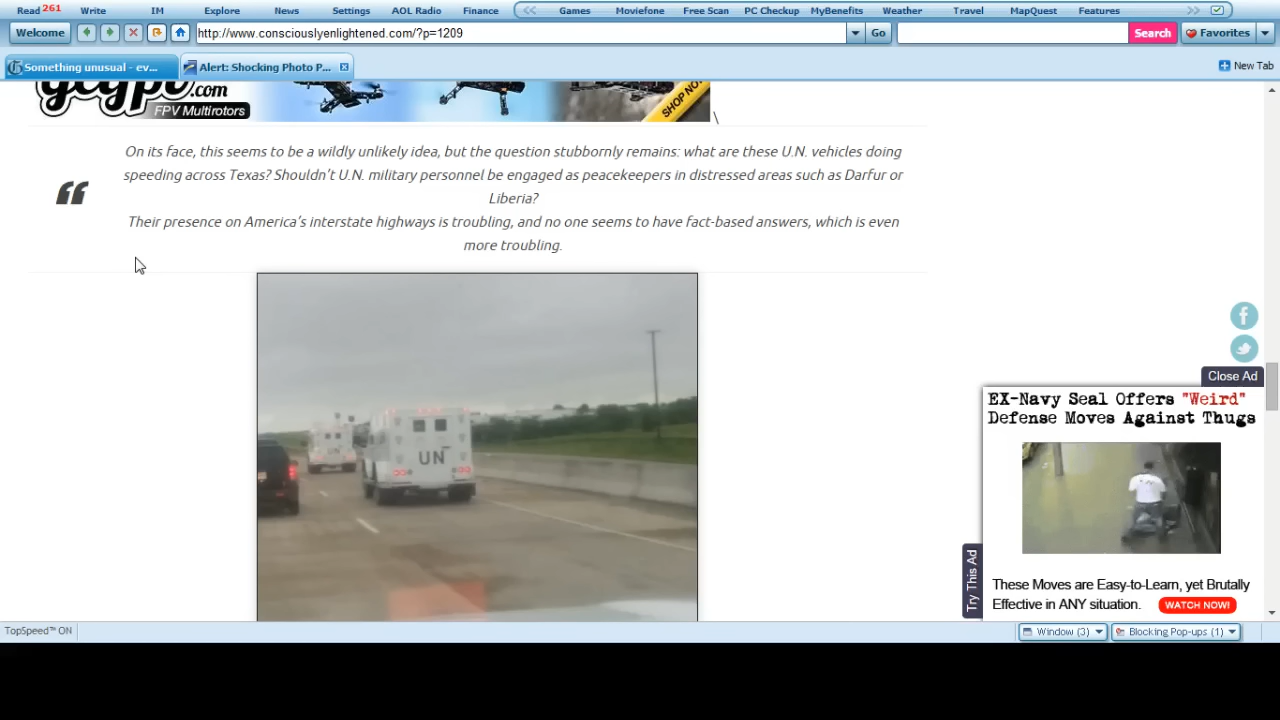 Read 261 Write IM Explore News Settings AOL Radio Finance Games Moviefone Free Scan PC Checkup MyBenefits Weather Travel MapQuest Features
Welcome http://www.consciouslyenlightened.com/?p=1209 Go Search Favorites
Something unusual - ev... Alert: Shocking Photo P... New Tab
.com
FPV Multirotors
SHOP NOW
\
On its face, this seems to be a wildly unlikely idea, but the question stubbornly remains: what are these U.N. vehicles doing
speeding across Texas? Shouldn't U.N. military personnel be engaged as peacekeepers in distressed areas such as Darfur or
Liberia?
Their presence on America's interstate highways is troubling, and no one seems to have fact-based answers, which is even
more troubling.
UN
Close Ad
EX-Navy Seal Offers "Weird"
Defense Moves Against Thugs
Try This Ad
These Moves are Easy-to-Learn, yet Brutally
Effective in ANY situation. WATCH NOW!
TopSpeed™ ON Window (3) Blocking Pop-ups (1)